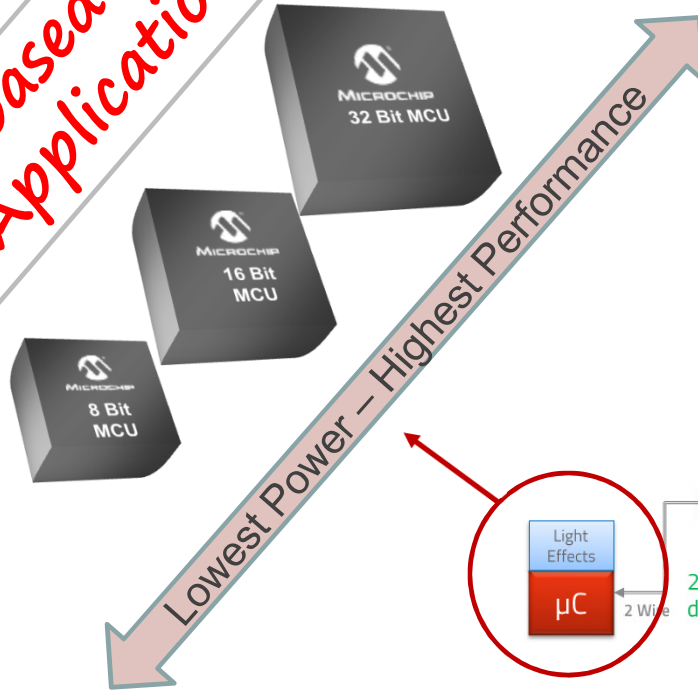 Application
MICROCHIP
32 Bit MCU
MICROCHIP
16 Bit
MCU
MICROCHIP
8 Bit
MCU
Lowest Power – Highest Performance
Light
Effects
µC
2 Wire